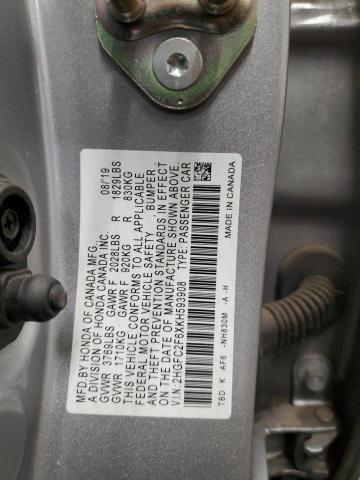 MFD.BY HONDA OF CANADA MFG. 08/19
A DIVISION OF HONDA CANADA INC.
GVWR 3769LBS GAWR F 2028LBS R 1829LBS
GVWR 1710KG GAWR F 920KG R 830KG
THIS VEHICLE CONFORMS TO ALL APPLICABLE
FEDERAL MOTOR VEHICLE SAFETY , BUMPER ,
AND THEFT PREVENTION STANDARDS IN EFFECT
ON THE DATE OF MANUFACTURE SHOWN ABOVE.
V.I.N.:2HGFC2F6XKH593908 TYPE: PASSENGER CAR
TBD K AF6 -NH830M -A -H MADE IN CANADA